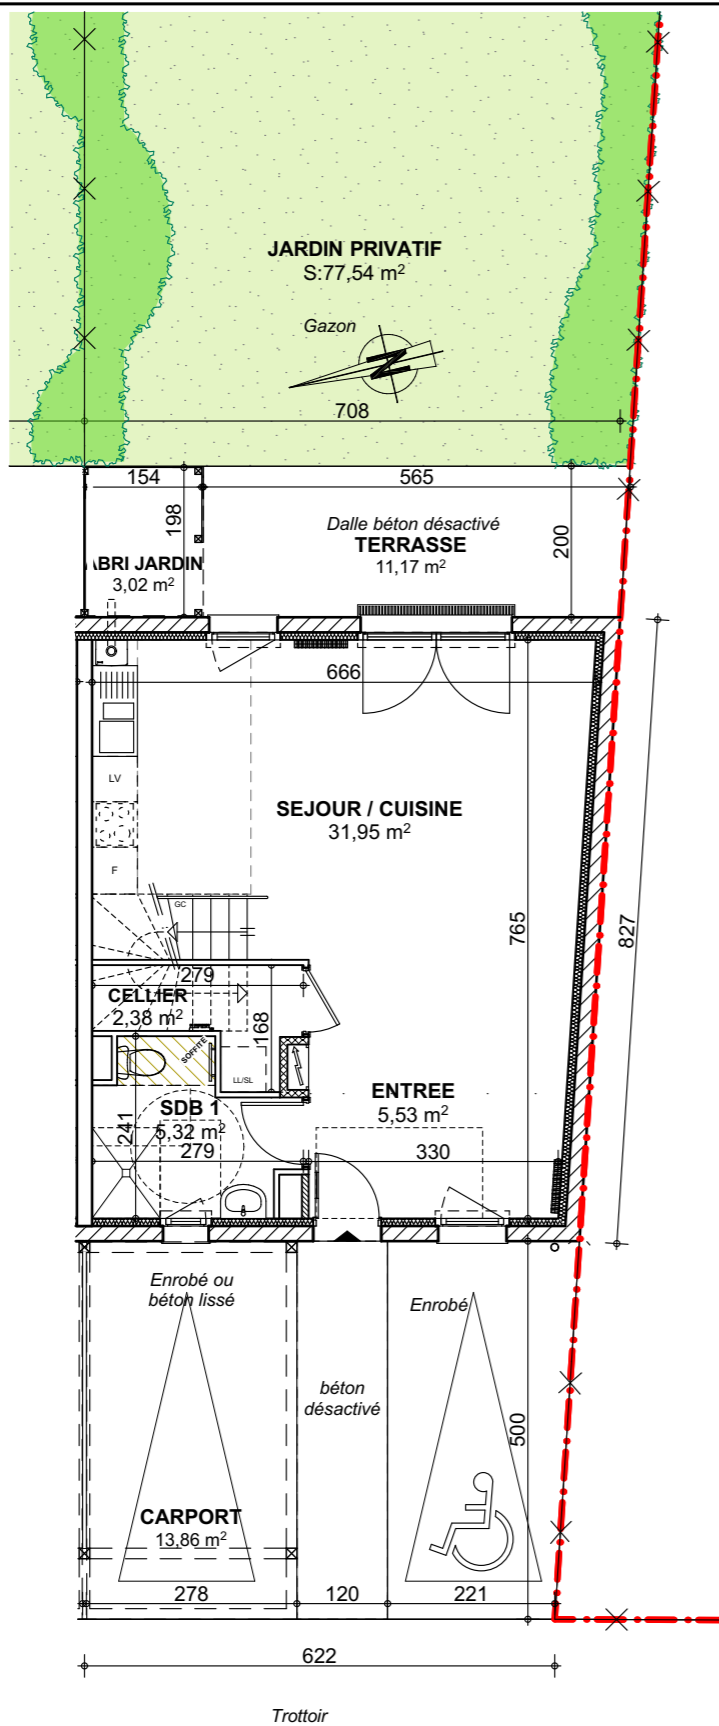 JARDIN PRIVATIF
S:77,54 m²
Gazon
N
708
154
565
198
200
Dalle béton désactivé
TERRASSE
11,17 m²
ABRI JARDIN
3,02 m²
666
LV
SEJOUR / CUISINE
31,95 m²
F
GC
765
827
279
CELLIER
2,38 m²
168
SOFFITE
LL/SL
ENTREE
5,53 m²
SDB 1
5,32 m²
241
279
330
Enrobé ou
béton lissé
Enrobé
béton
désactivé
500
CARPORT
13,86 m²
278
120
221
622
Trottoir